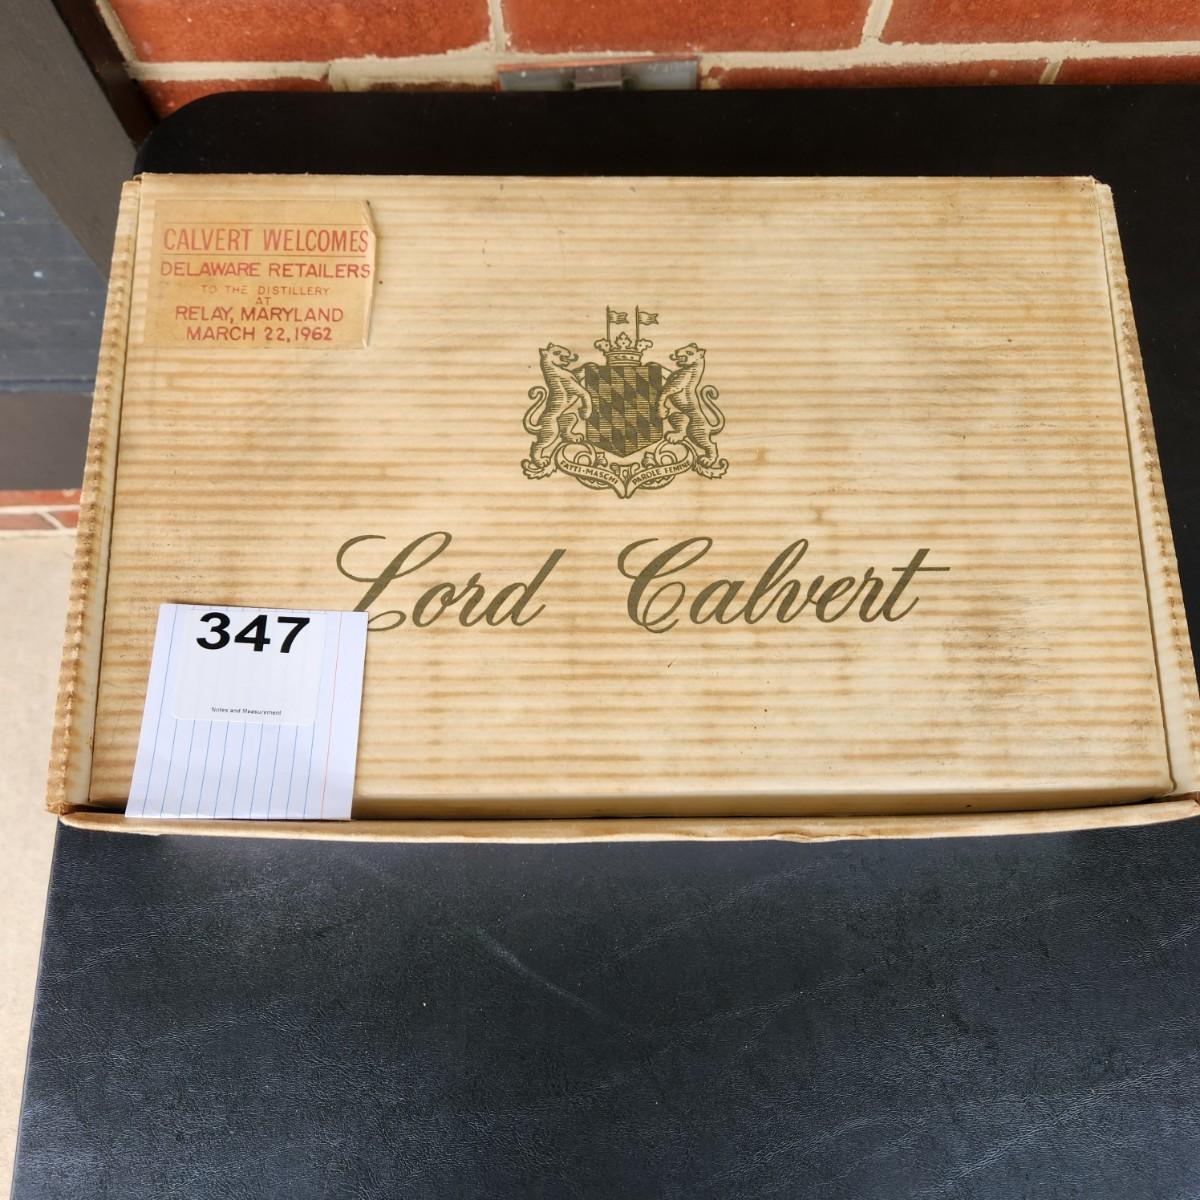 CALVERT WELCOMES
DELAWARE RETAILERS
TO THE DISTILLERY
AT
RELAY, MARYLAND
MARCH 22, 1962
FATTI·MASCHI PAROLE FEMINE
Lord Calvert
347
Notes and Measurement